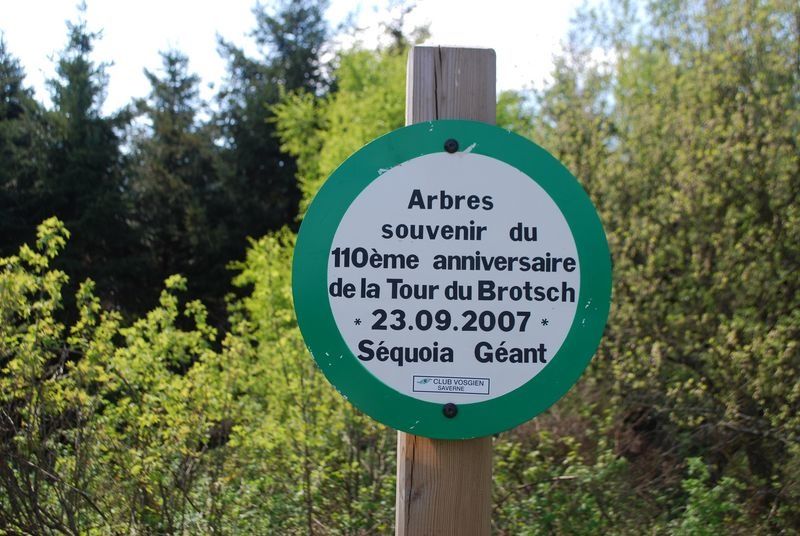 Arbres
souvenir du
110ème anniversaire
de la Tour du Brotsch
* 23.09.2007 *
Séquoia Géant
CLUB VOSGIEN
SAVERNE